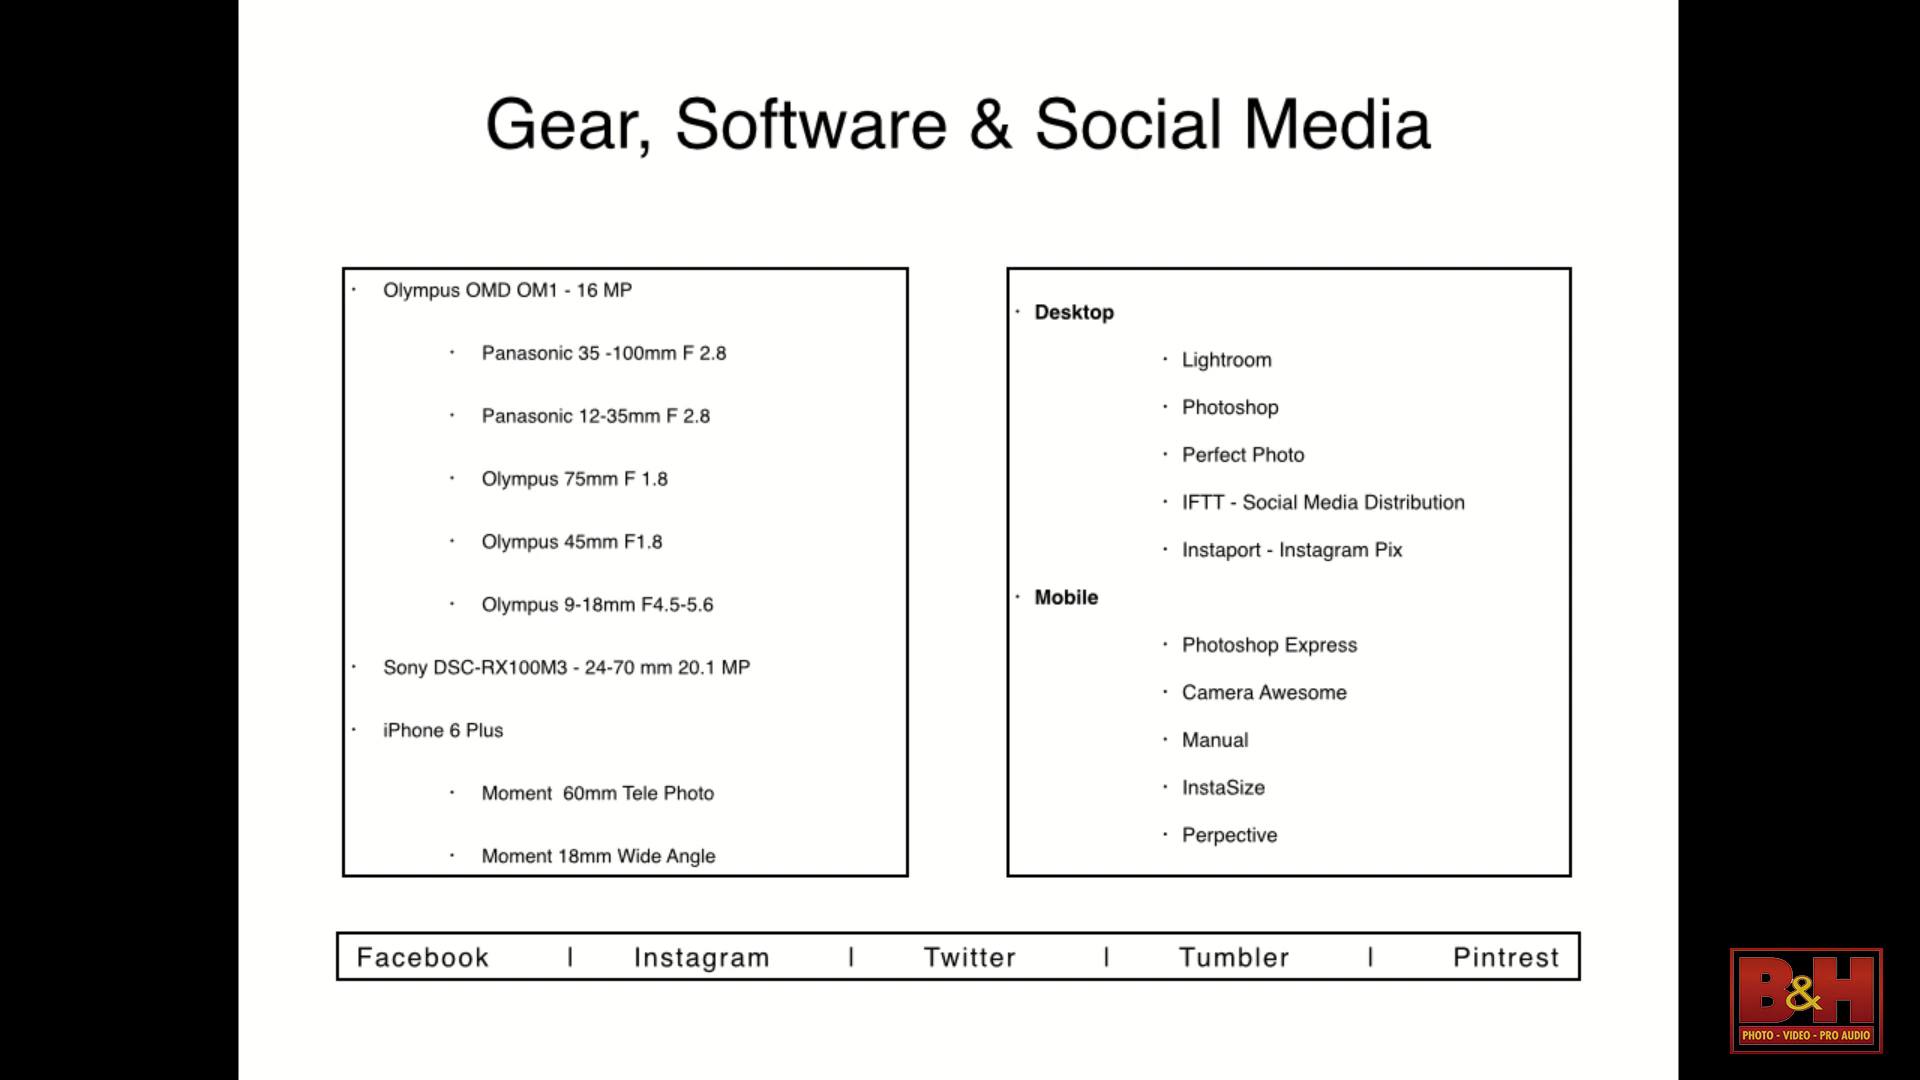 Gear, Software & Social Media
· Olympus OMD OM1 - 16 MP
· Panasonic 35 -100mm F 2.8
· Panasonic 12-35mm F 2.8
· Olympus 75mm F 1.8
· Olympus 45mm F1.8
· Olympus 9-18mm F4.5-5.6
· Sony DSC-RX100M3 - 24-70 mm 20.1 MP
· iPhone 6 Plus
· Moment  60mm Tele Photo
· Moment 18mm Wide Angle
· Desktop
· Lightroom
· Photoshop
· Perfect Photo
· IFTT - Social Media Distribution
· Instaport - Instagram Pix
· Mobile
· Photoshop Express
· Camera Awesome
· Manual
· InstaSize
· Perpective
Facebook | Instagram | Twitter | Tumbler | Pintrest
B&H
PHOTO - VIDEO - PRO AUDIO